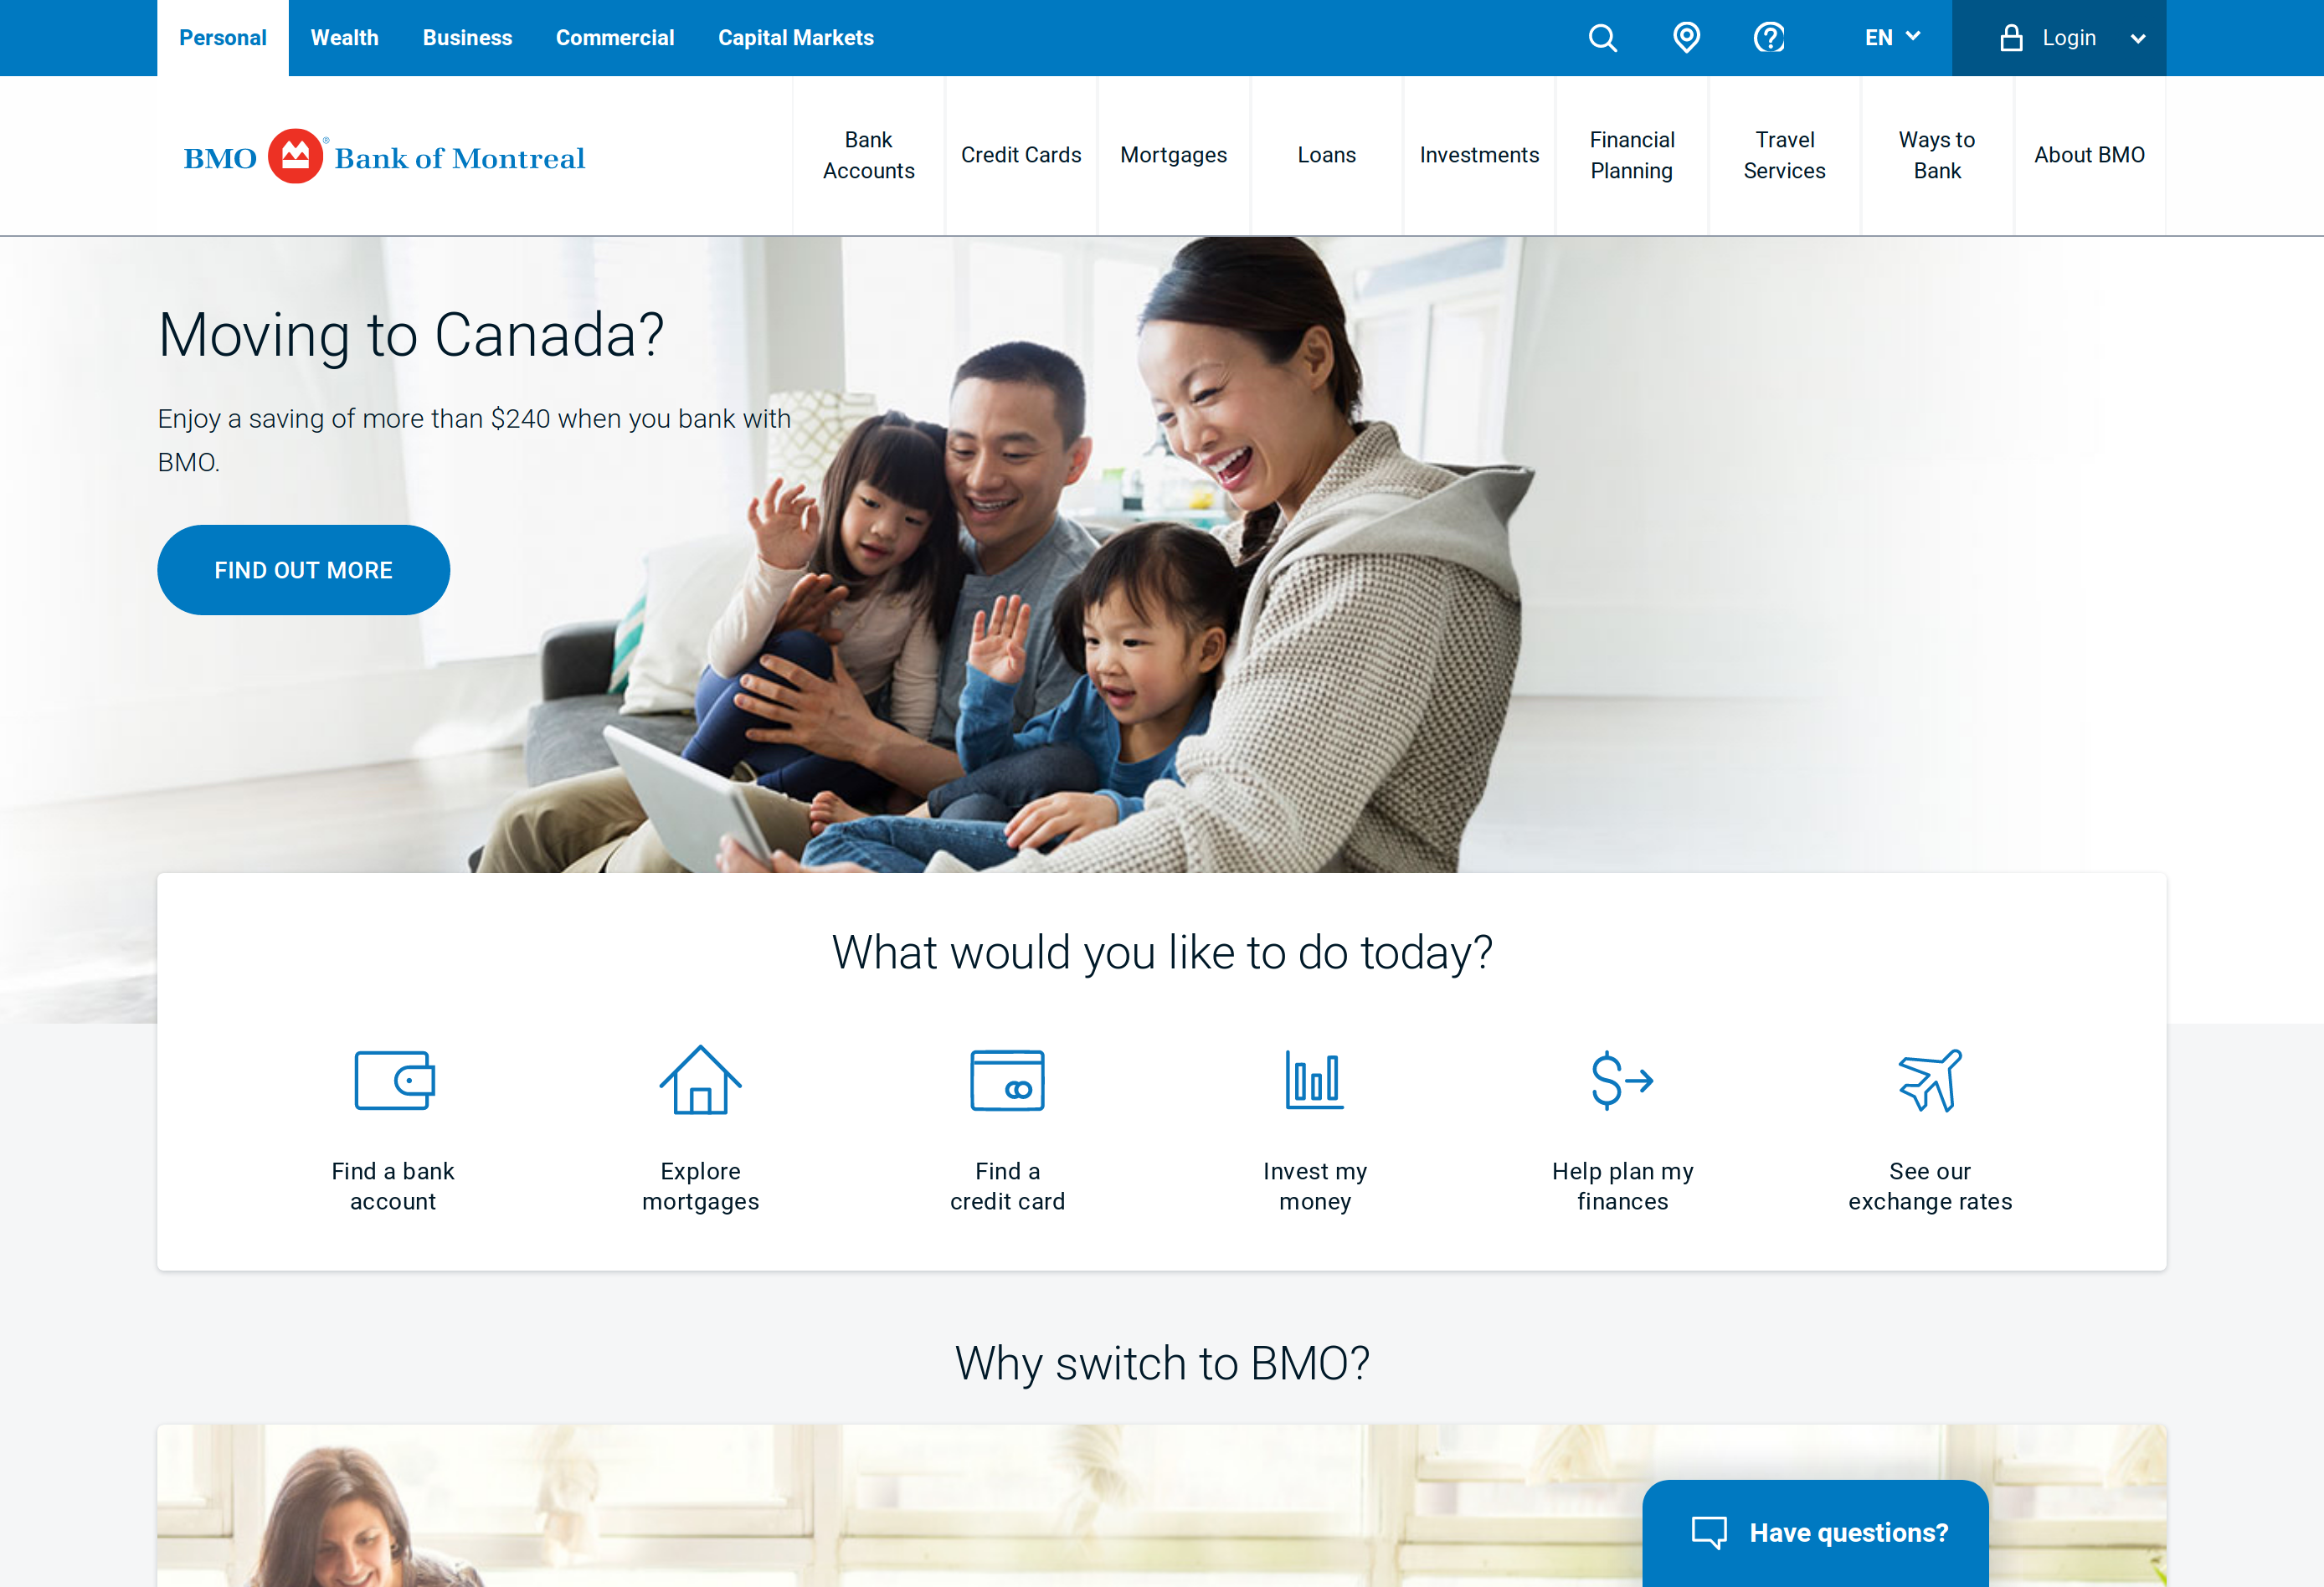 Personal
Wealth
Business
Commercial
Capital Markets
EN
Login
BMO ® Bank of Montreal
Bank
Accounts
Credit Cards
Mortgages
Loans
Investments
Financial
Planning
Travel
Services
Ways to
Bank
About BMO
Moving to Canada?
Enjoy a saving of more than $240 when you bank with
BMO.
FIND OUT MORE
What would you like to do today?
Find a bank
account
Explore
mortgages
Find a
credit card
Invest my
money
Help plan my
finances
See our
exchange rates
Why switch to BMO?
Have questions?